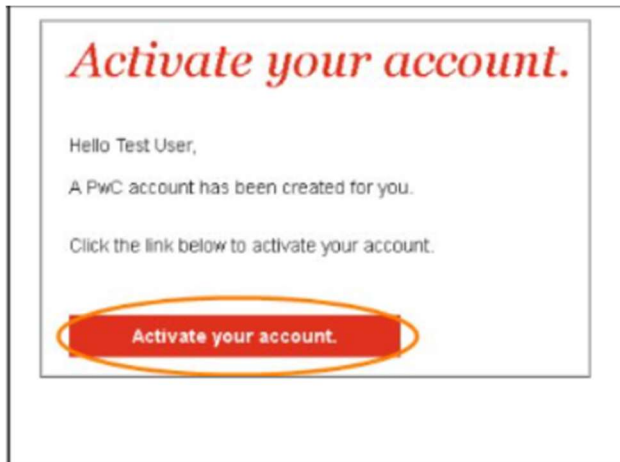 Activate your account.
Hello Test User,
A PwC account has been created for you.
Click the link below to activate your account.
Activate your account.